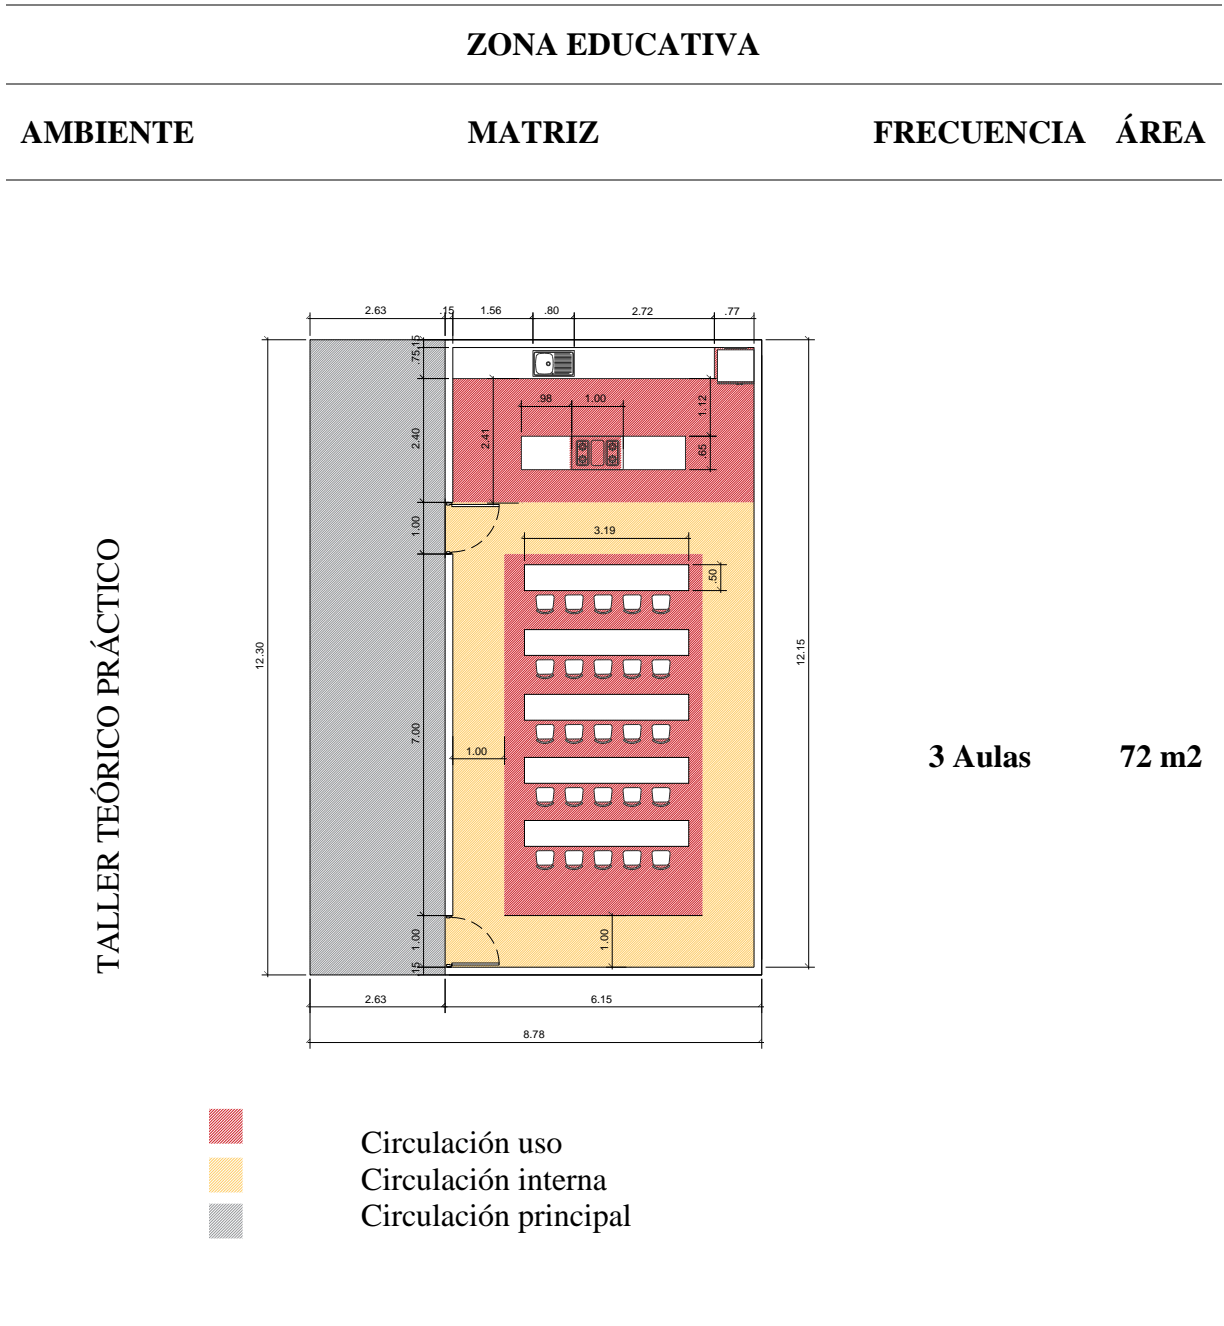 ZONA EDUCATIVA
AMBIENTE MATRIZ FRECUENCIA ÁREA
2.63 .15 1.56 .80 2.72 .77
.15
.75
.98 1.00
1.12
2.40
2.41
.65
1.00
3.19
.50
TALLER TEÓRICO PRÁCTICO
12.30
12.15
7.00
1.00
3 Aulas 72 m2
1.00
1.00
.15
2.63 6.15
8.78
Circulación uso
Circulación interna
Circulación principal